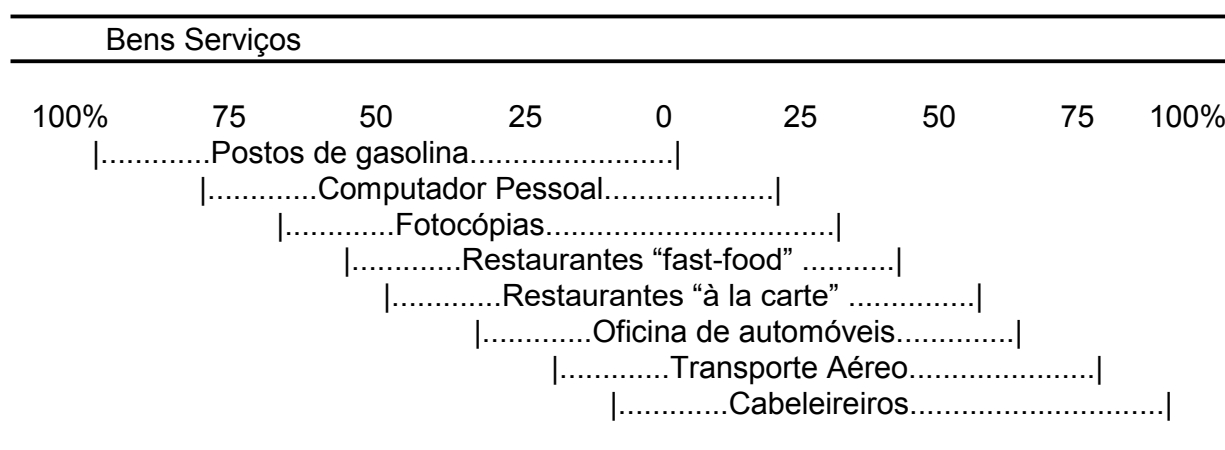 Bens Serviços
100% 75 50 25 0 25 50 75 100%
|.............Postos de gasolina........................|
|.............Computador Pessoal....................|
|.............Fotocópias..................................|
|.............Restaurantes “fast-food” ...........|
|.............Restaurantes “à la carte” ...............|
|.............Oficina de automóveis..............|
|.............Transporte Aéreo......................|
|.............Cabeleireiros..............................|